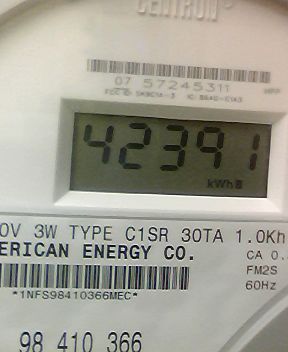 CENTRON®
07 57245311
42391
kWh
0V 3W TYPE C1SR 30TA 1.0Kh
ERICAN ENERGY CO.
CA 0.
FM2S
60Hz
*1NFS98410366MEC*
98 410 366